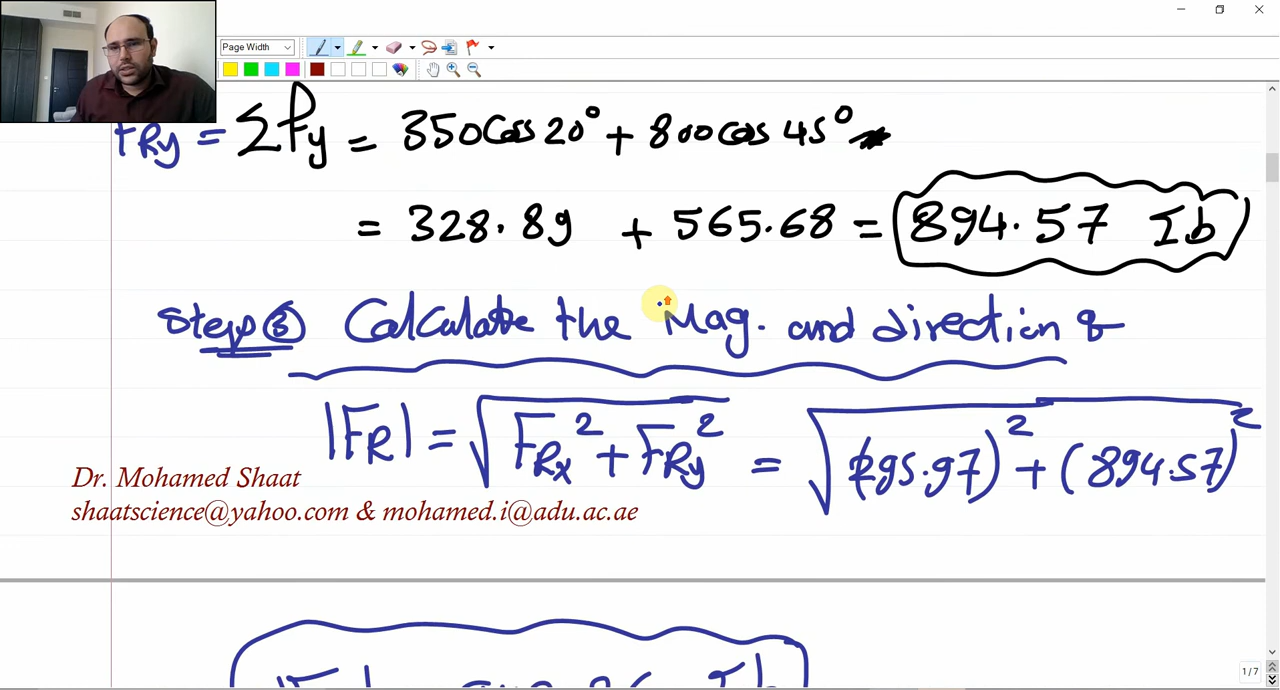 Page Width
FRy = ΣFy = 350 Cos 20° + 800 cos 45°
= 328.89 + 565.68 = 894.57 Ib
Step ③ Calculate the Mag. and direction &
|FR| = √FRx² + FRy² = √(295.97)² + (894.57)²
Dr. Mohamed Shaat
shaatscience@yahoo.com & mohamed.i@adu.ac.ae
1/7